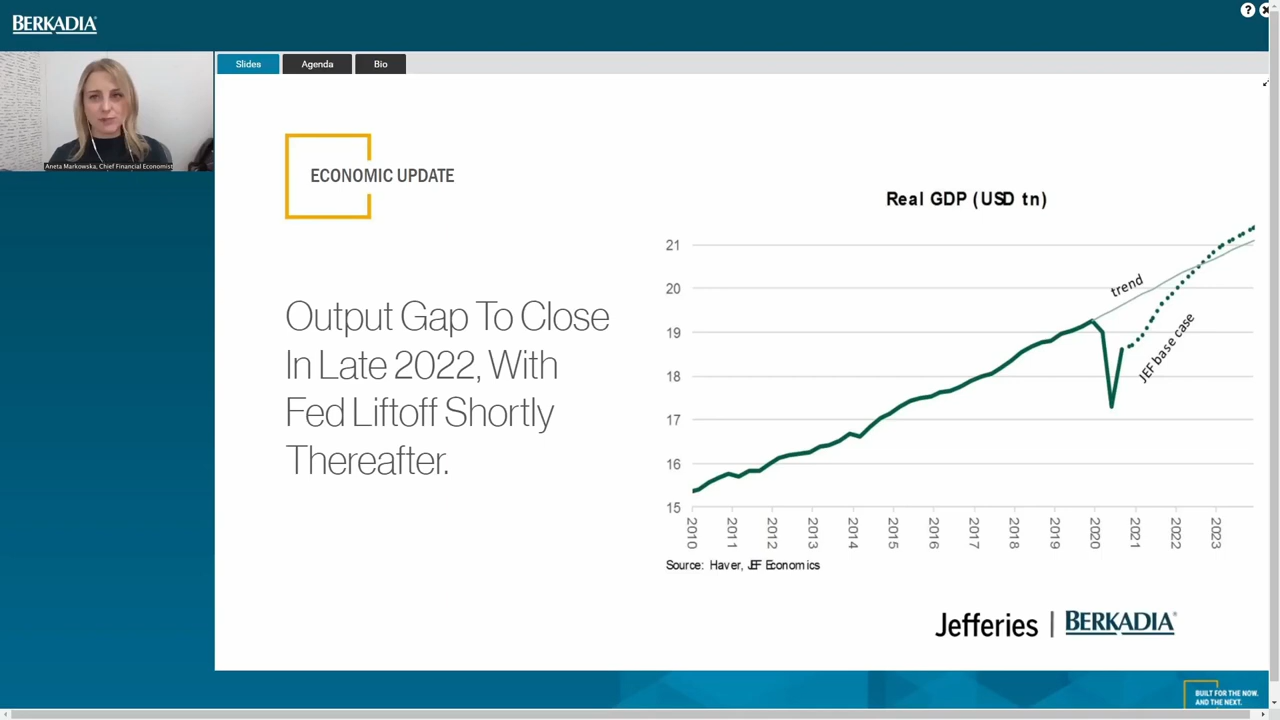 BERKADIA
?
Slides
Agenda
Bio
Aneta Markowska, Chief Financial Economist
ECONOMIC UPDATE
Output Gap To Close
In Late 2022, With
Fed Liftoff Shortly
Thereafter.
Real GDP (USD tn)
21
20
19
18
17
16
15
trend
JEF base case
2010
2011
2012
2013
2014
2015
2016
2017
2018
2019
2020
2021
2022
2023
Source: Haver, JEF Economics
Jefferies | BERKADIA®
BUILT FOR THE NOW.
AND THE NEXT.